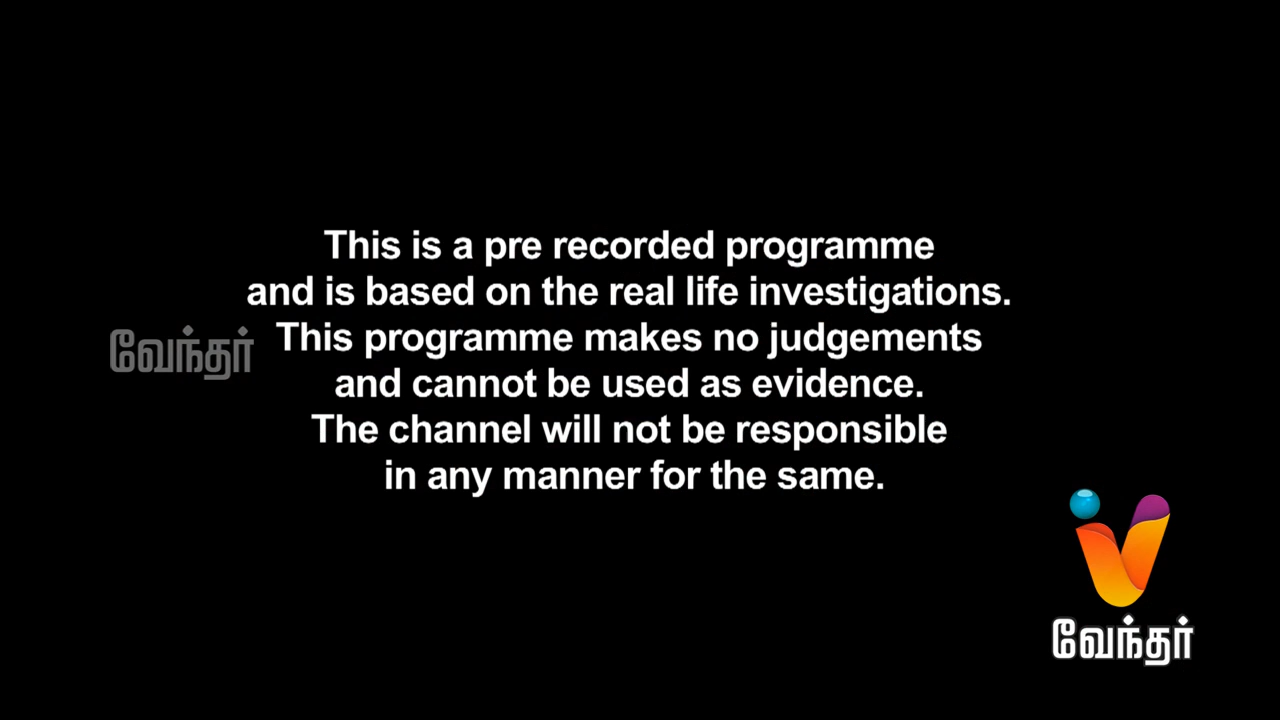 This is a pre recorded programme
and is based on the real life investigations.
வேந்தர்
This programme makes no judgements
and cannot be used as evidence.
The channel will not be responsible
in any manner for the same.
வேந்தர்